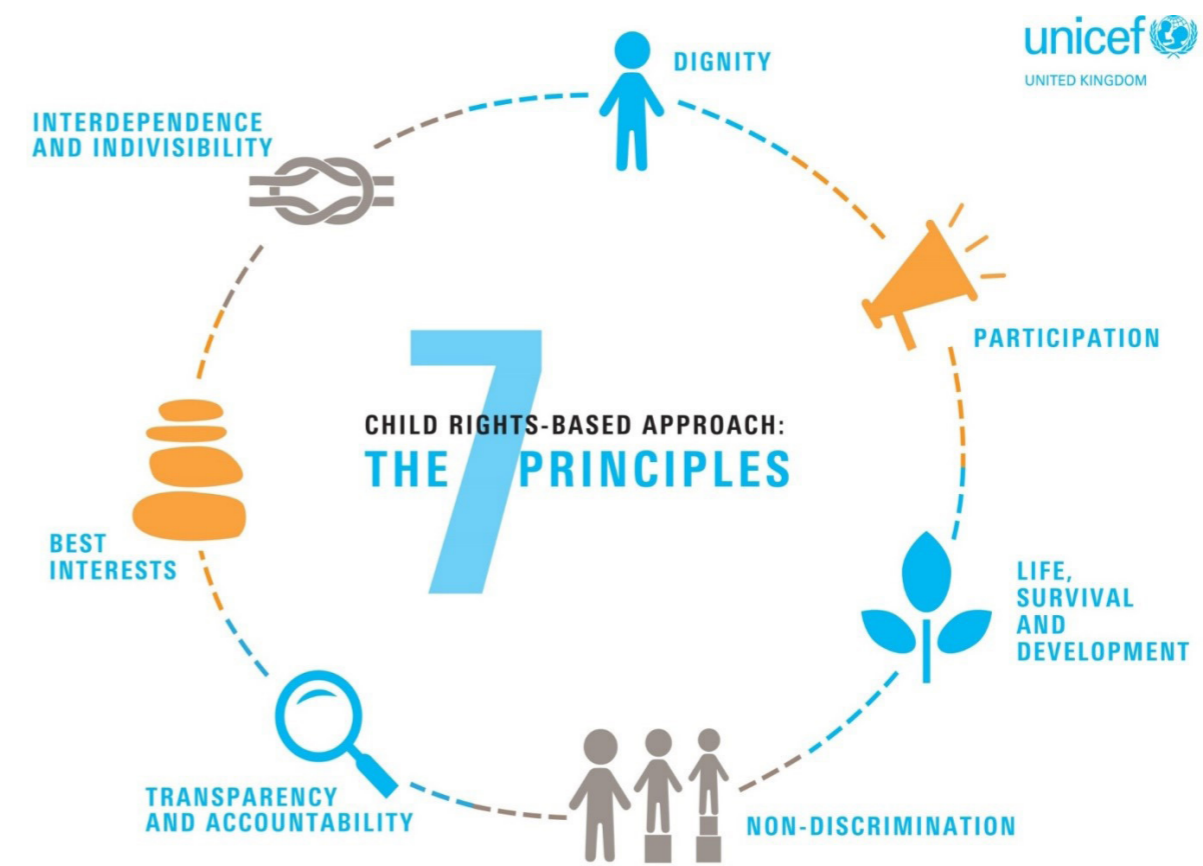 unicef
UNITED KINGDOM
DIGNITY
INTERDEPENDENCE
AND INDIVISIBILITY
PARTICIPATION
7
CHILD RIGHTS-BASED APPROACH:
THE PRINCIPLES
BEST
INTERESTS
LIFE,
SURVIVAL
AND
DEVELOPMENT
TRANSPARENCY
AND ACCOUNTABILITY
NON-DISCRIMINATION